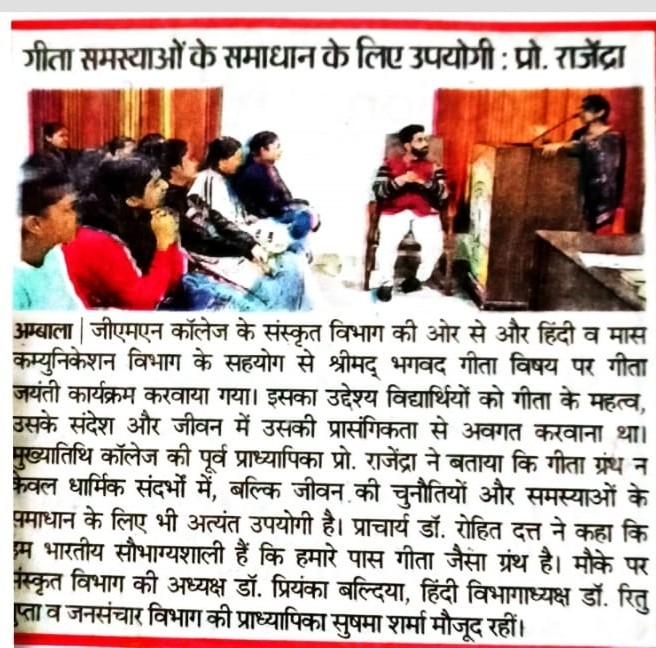 गीता समस्याओं के समाधान के लिए उपयोगी : प्रो. राजेंद्रा
अम्बाला | जीएमएन कॉलेज के संस्कृत विभाग की ओर से और हिंदी व मास
कम्युनिकेशन विभाग के सहयोग से श्रीमद् भगवद गीता विषय पर गीता
जयंती कार्यक्रम करवाया गया। इसका उद्देश्य विद्यार्थियों को गीता के महत्व,
उसके संदेश और जीवन में उसकी प्रासंगिकता से अवगत करवाना था।
मुख्यातिथि कॉलेज की पूर्व प्राध्यापिका प्रो. राजेंद्रा ने बताया कि गीता ग्रंथ न
केवल धार्मिक संदर्भों में, बल्कि जीवन की चुनौतियों और समस्याओं के
समाधान के लिए भी अत्यंत उपयोगी है। प्राचार्य डॉ. रोहित दत्त ने कहा कि
हम भारतीय सौभाग्यशाली हैं कि हमारे पास गीता जैसा ग्रंथ है। मौके पर
संस्कृत विभाग की अध्यक्ष डॉ. प्रियंका बल्दिया, हिंदी विभागाध्यक्ष डॉ. रितु
गुप्ता व जनसंचार विभाग की प्राध्यापिका सुषमा शर्मा मौजूद रहीं।